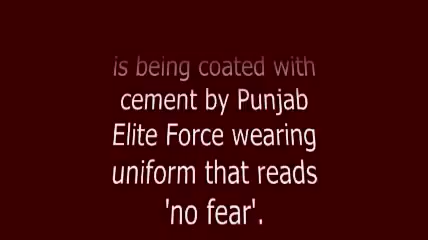 is being coated with
cement by Punjab
Elite Force wearing
uniform that reads
'no fear'.